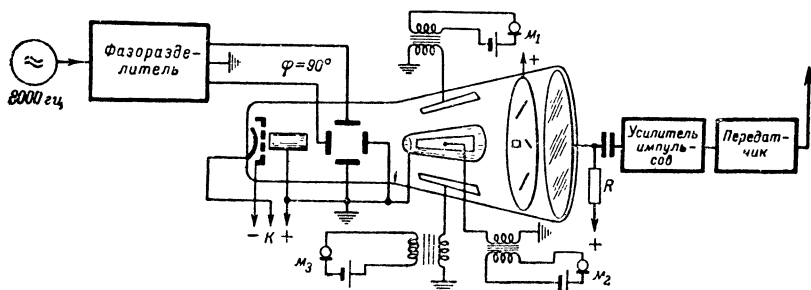 М₁
Фазоразде-
литель
φ=90°
+
8000 гц
Усилитель
импуль-
сов
Передат-
чик
R
- К +
+
М₃
М₂